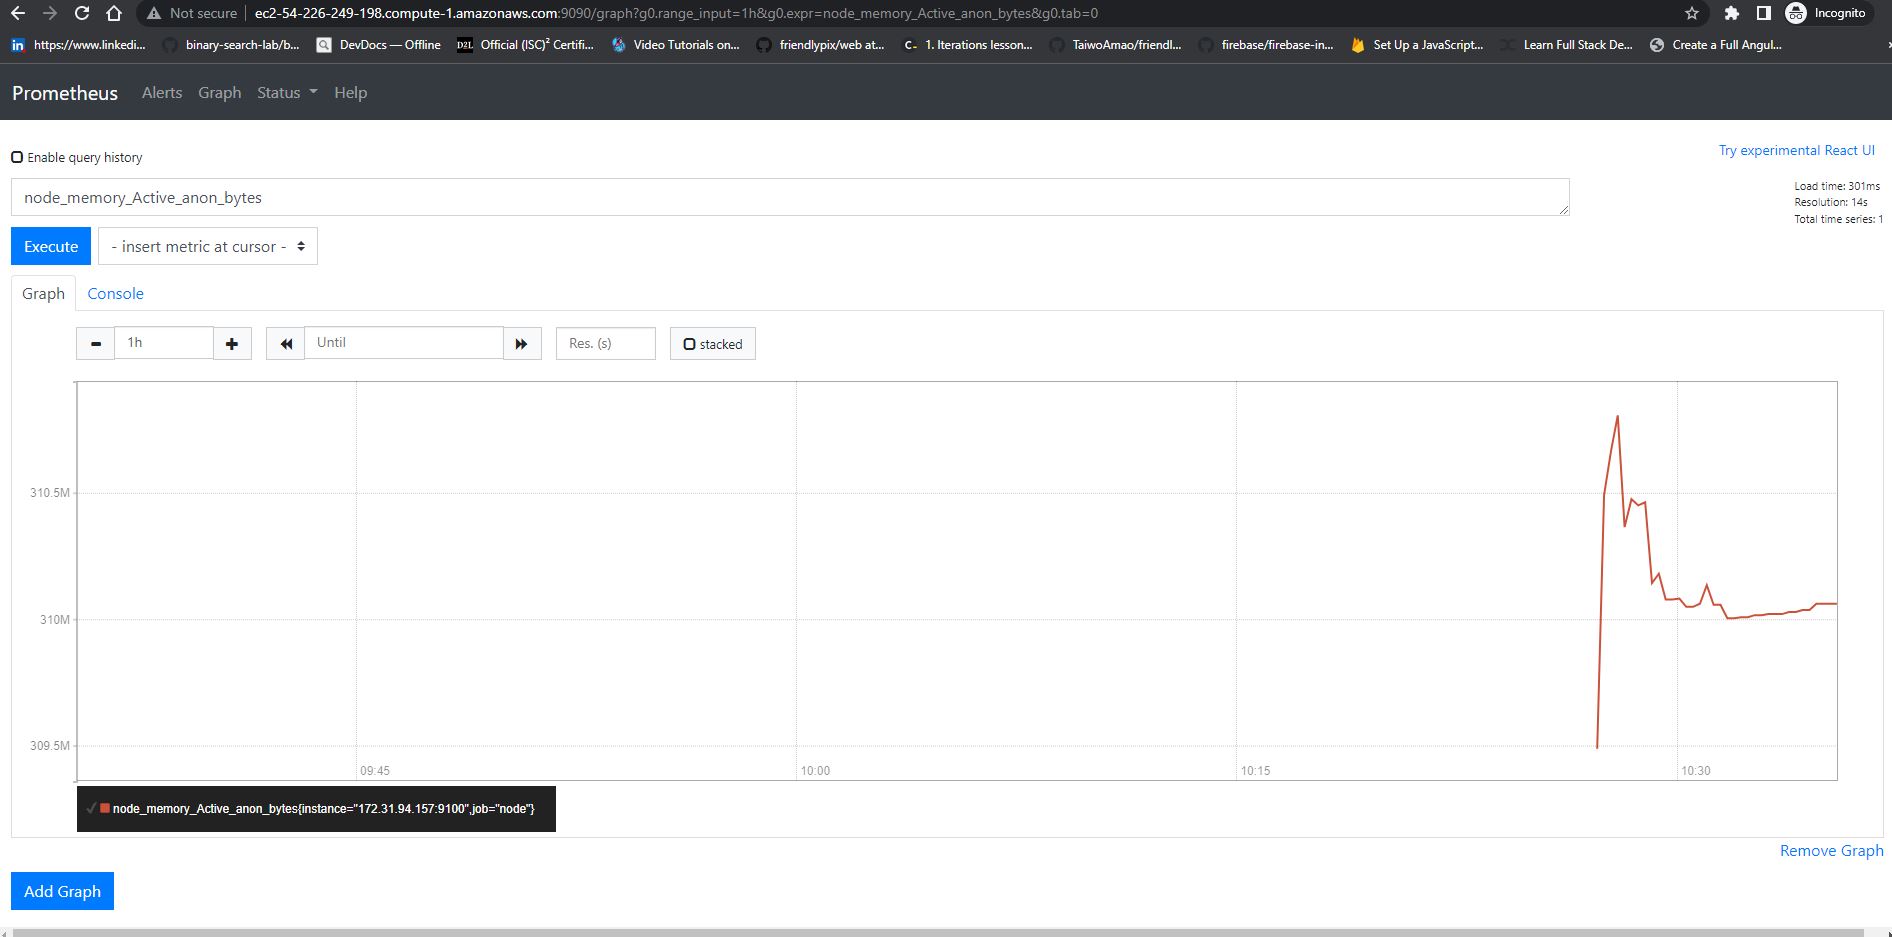 Not secure ec2-54-226-249-198.compute-1.amazonaws.com:9090/graph?g0.range_input=1h&g0.expr=node_memory_Active_anon_bytes&g0.tab=0 Incognito
in https://www.linkedi... binary-search-lab/b... DevDocs — Offline D2L Official (ISC)² Certifi... Video Tutorials on... friendlypix/web at... C- 1. Iterations lesson... TaiwoAmao/friendl... firebase/firebase-in... Set Up a JavaScript... Learn Full Stack De... Create a Full Angul...
Prometheus Alerts Graph Status Help
Enable query history
Try experimental React UI
node_memory_Active_anon_bytes
Load time: 301ms
Resolution: 14s
Total time series: 1
Execute - insert metric at cursor -
Graph Console
1h Until Res. (s) stacked
310.5M
310M
309.5M
09:45 10:00 10:15 10:30
node_memory_Active_anon_bytes{instance="172.31.94.157:9100",job="node"}
Remove Graph
Add Graph